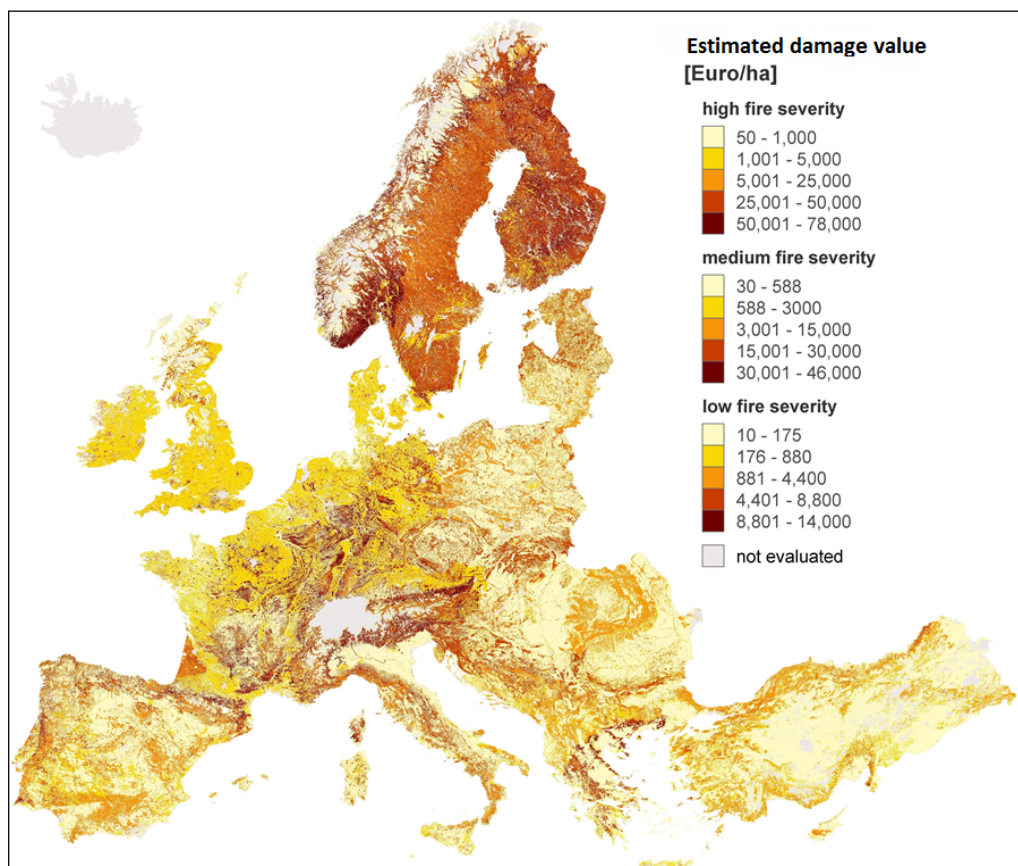 Estimated damage value
[Euro/ha]
high fire severity
50 - 1,000
1,001 - 5,000
5,001 - 25,000
25,001 - 50,000
50,001 - 78,000
medium fire severity
30 - 588
588 - 3000
3,001 - 15,000
15,001 - 30,000
30,001 - 46,000
low fire severity
10 - 175
176 - 880
881 - 4,400
4,401 - 8,800
8,801 - 14,000
not evaluated